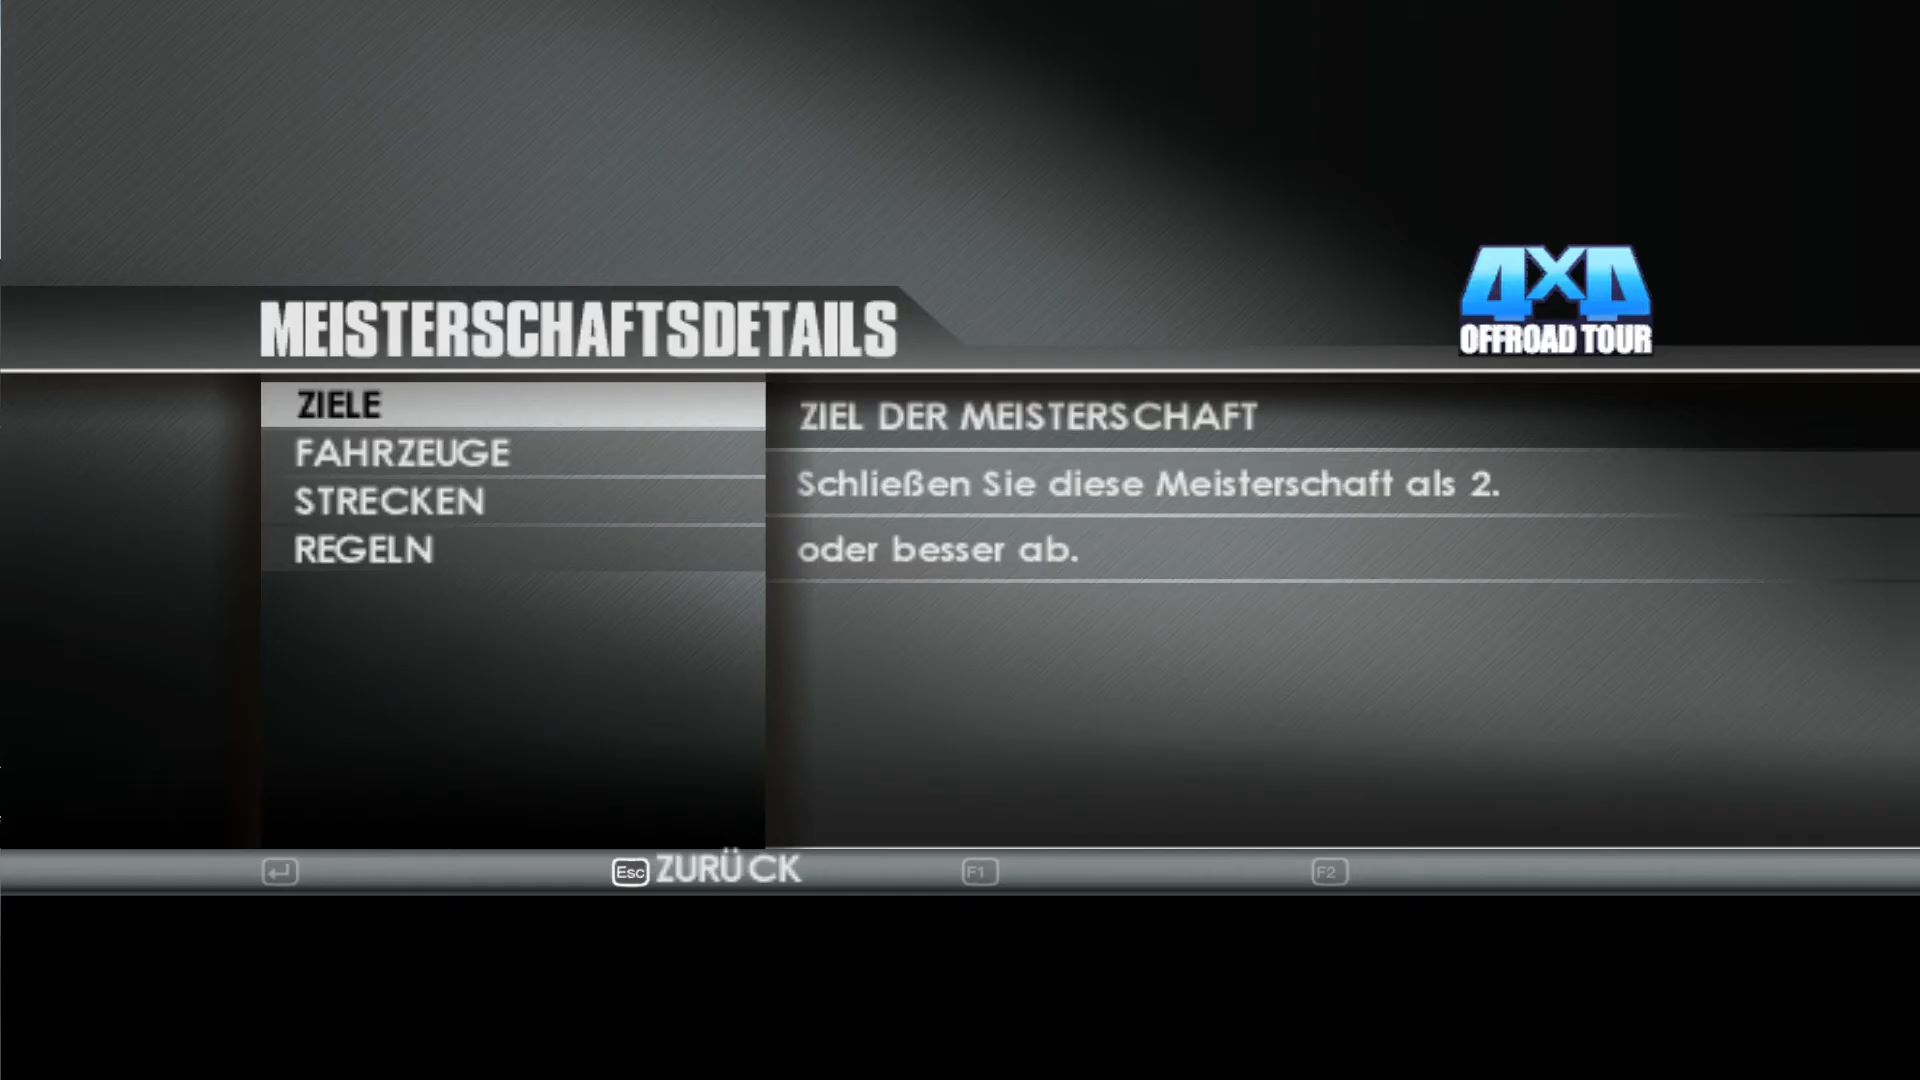 4X4
OFFROAD TOUR
MEISTERSCHAFTSDETAILS
ZIELE
FAHRZEUGE
STRECKEN
REGELN
ZIEL DER MEISTERSCHAFT
Schließen Sie diese Meisterschaft als 2.
oder besser ab.
Esc ZURÜCK
F1
F2